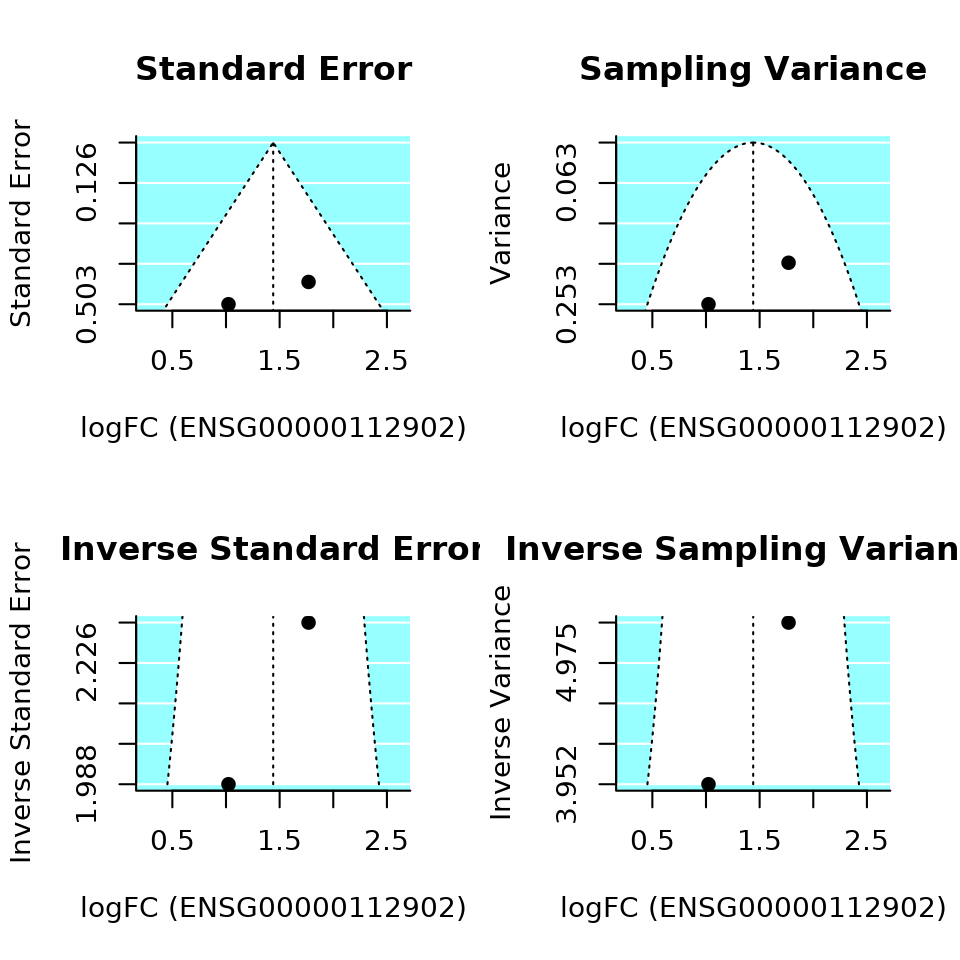 Standard Error
Standard Error
0.126
0.503
0.5 1.5 2.5
logFC (ENSG00000112902)
Sampling Variance
Variance
0.063
0.253
0.5 1.5 2.5
logFC (ENSG00000112902)
Inverse Standard Error
Inverse Standard Error
2.226
1.988
0.5 1.5 2.5
logFC (ENSG00000112902)
Inverse Sampling Varian
Inverse Variance
4.975
3.952
0.5 1.5 2.5
logFC (ENSG00000112902)